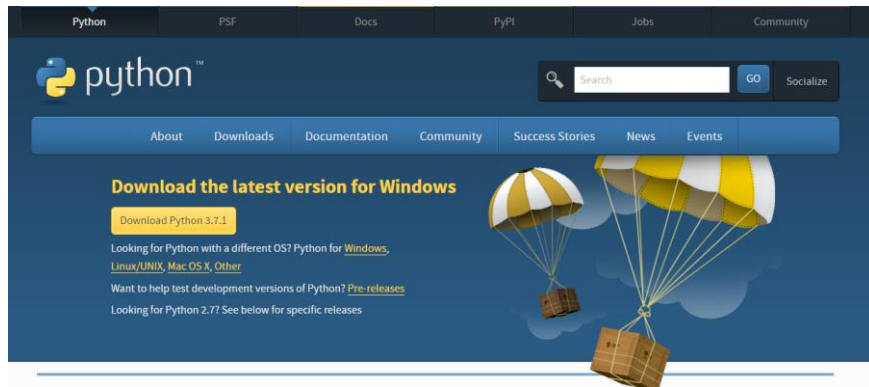 Python PSF Docs PyPI Jobs Community
python™
Search GO Socialize
About Downloads Documentation Community Success Stories News Events
Download the latest version for Windows
Download Python 3.7.1
Looking for Python with a different OS? Python for Windows,
Linux/UNIX, Mac OS X, Other
Want to help test development versions of Python? Pre-releases
Looking for Python 2.7? See below for specific releases